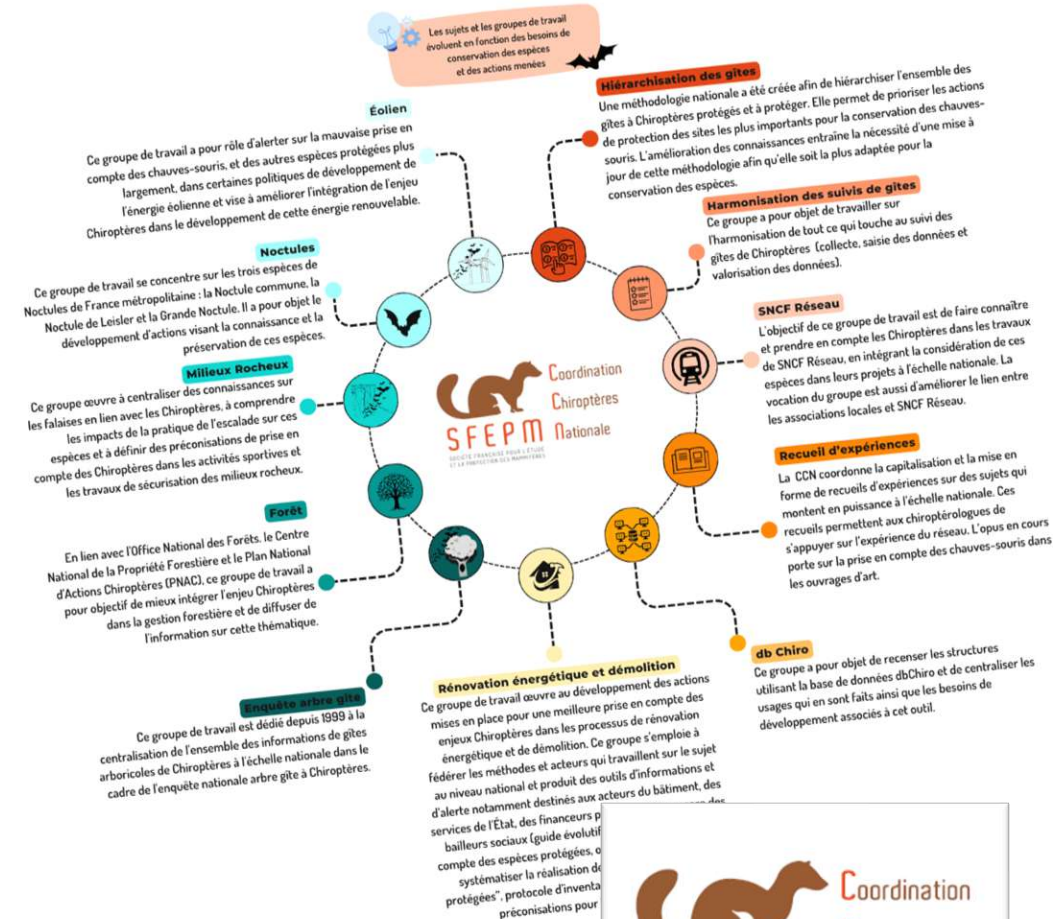 Les sujets et les groupes de travail
évoluent en fonction des besoins de
conservation des espèces
et des actions menées
Hiérarchisation des gîtes
Une méthodologie nationale a été créée afin de hiérarchiser l'ensemble des
gîtes à Chiroptères protégés et à protéger. Elle permet de prioriser les actions
de protection des sites les plus importants pour la conservation des chauves-
souris. L'amélioration des connaissances entraîne la nécessité d'une mise à
jour de cette méthodologie afin qu'elle soit la plus adaptée pour la
conservation des espèces.
Harmonisation des suivis de gîtes
Ce groupe a pour objet de travailler sur
l'harmonisation de tout ce qui touche au suivi des
gîtes de Chiroptères (collecte, saisie des données et
valorisation des données).
SNCF Réseau
L'objectif de ce groupe de travail est de faire connaître
et prendre en compte les Chiroptères dans les travaux
de SNCF Réseau, en intégrant la considération de ces
espèces dans leurs projets à l'échelle nationale. La
vocation du groupe est aussi d'améliorer le lien entre
les associations locales et SNCF Réseau.
Recueil d'expériences
La CCN coordonne la capitalisation et la mise en
forme de recueils d'expériences sur des sujets qui
montent en puissance à l'échelle nationale. Ces
recueils permettent aux chiroptérologues de
s'appuyer sur l'expérience du réseau. L'opus en cours
porte sur la prise en compte des chauves-souris dans
les ouvrages d'art.
db Chiro
Ce groupe a pour objet de recenser les structures
utilisant la base de données dbChiro et de centraliser les
usages qui en sont faits ainsi que les besoins de
développement associés à cet outil.
Rénovation énergétique et démolition
Ce groupe de travail œuvre au développement des actions
mises en place pour une meilleure prise en compte des
enjeux Chiroptères dans les processus de rénovation
énergétique et de démolition. Ce groupe s'emploie à
fédérer les méthodes et acteurs qui travaillent sur le sujet
au niveau national et produit des outils d'informations et
d'alerte notamment destinés aux acteurs du bâtiment, des
services de l'État, des financeurs
bailleurs sociaux (guide évolutif
compte des espèces protégées,
systématiser la réalisation
protégées", protocole
préconisations pour
Enquête arbre gîte
Ce groupe de travail est dédié depuis 1999 à la
centralisation de l'ensemble des informations de gîtes
arboricoles de Chiroptères à l'échelle nationale dans le
cadre de l'enquête nationale arbre gîte à Chiroptères.
Forêt
En lien avec l'Office National des Forêts, le Centre
National de la Propriété Forestière et le Plan National
d'Actions Chiroptères (PNAC), ce groupe de travail a
pour objectif de mieux intégrer l'enjeu Chiroptères
dans la gestion forestière et de diffuser de
l'information sur cette thématique.
Milieux Rocheux
Ce groupe œuvre à centraliser des connaissances sur
les falaises en lien avec les Chiroptères, à comprendre
les impacts de la pratique de l'escalade sur ces
espèces et à définir des préconisations de prise en
compte des Chiroptères dans les activités sportives et
les travaux de sécurisation des milieux rocheux.
Noctules
Ce groupe de travail se concentre sur les trois espèces de
Noctules de France métropolitaine : la Noctule commune, la
Noctule de Leisler et la Grande Noctule. Il a pour objet le
développement d'actions visant la connaissance et la
préservation de ces espèces.
Éolien
Ce groupe de travail a pour rôle d'alerter sur la mauvaise prise en
compte des chauves-souris, et des autres espèces protégées plus
largement, dans certaines politiques de développement de
l'énergie éolienne et vise à améliorer l'intégration de l'enjeu
Chiroptères dans le développement de cette énergie renouvelable.
Coordination
Chiroptères
Nationale
SFEPM
SOCIÉTÉ FRANÇAISE POUR L'ÉTUDE
ET LA PROTECTION DES MAMMIFÈRES
Coordination